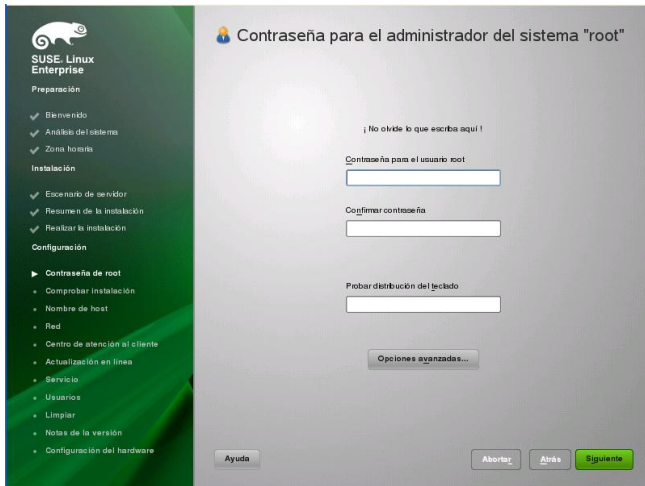 SUSE. Linux
Enterprise
Preparación
Bienvenido
Análisis del sistema
Zona horaria
Instalación
Escenario de servidor
Resumen de la instalación
Realizar la instalación
Configuración
Contraseña de root
Comprobar instalación
Nombre de host
Red
Centro de atención al cliente
Actualización en línea
Servicio
Usuarios
Limpiar
Notas de la versión
Configuración del hardware
Contraseña para el administrador del sistema "root"
¡ No olvide lo que escriba aquí !
Contraseña para el usuario root
Confirmar contraseña
Probar distribución del teclado
Opciones avanzadas...
Ayuda
Abortar
Atrás
Siguiente